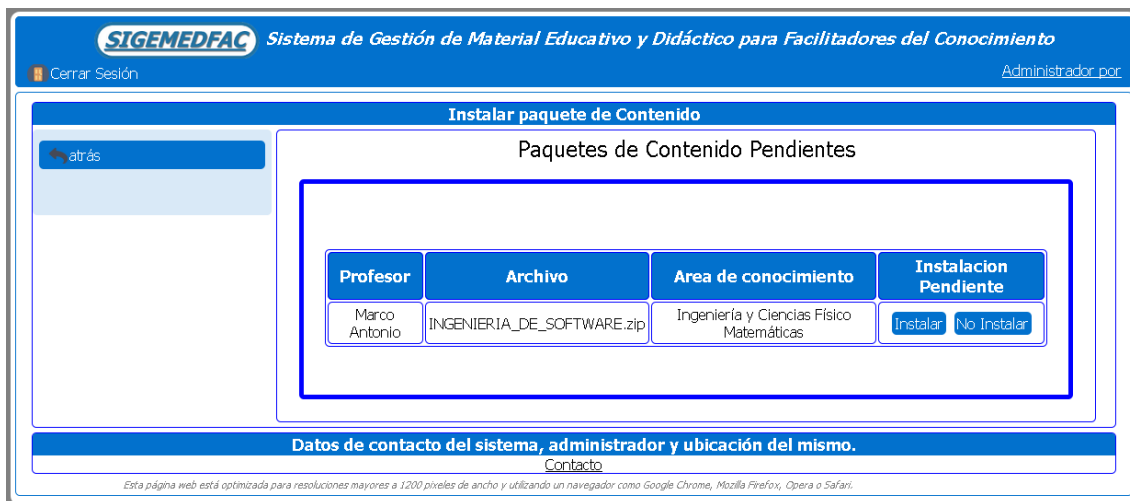 SIGEMEDFAC Sistema de Gestión de Material Educativo y Didáctico para Facilitadores del Conocimiento
Cerrar Sesión
Administrador por
Instalar paquete de Contenido
atrás
Paquetes de Contenido Pendientes
Profesor
Archivo
Area de conocimiento
Instalacion
Pendiente
Marco
Antonio
INGENIERIA_DE_SOFTWARE.zip
Ingeniería y Ciencias Físico
Matemáticas
Instalar
No Instalar
Datos de contacto del sistema, administrador y ubicación del mismo.
Contacto
Esta página web está optimizada para resoluciones mayores a 1200 pixeles de ancho y utilizando un navegador como Google Chrome, Mozilla Firefox, Opera o Safari.